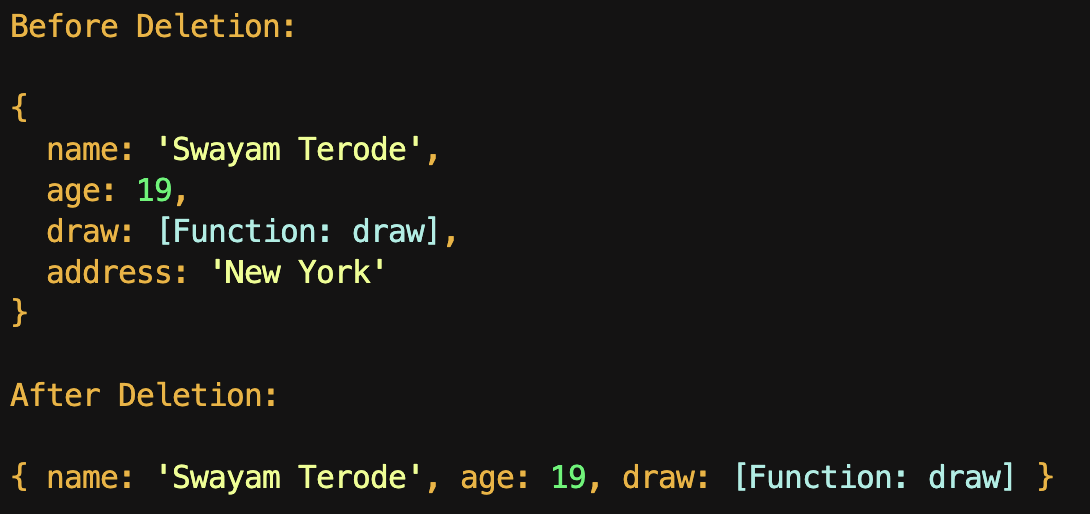 Before Deletion:
{
  name: 'Swayam Terode',
  age: 19,
  draw: [Function: draw],
  address: 'New York'
}
After Deletion:
{ name: 'Swayam Terode', age: 19, draw: [Function: draw] }